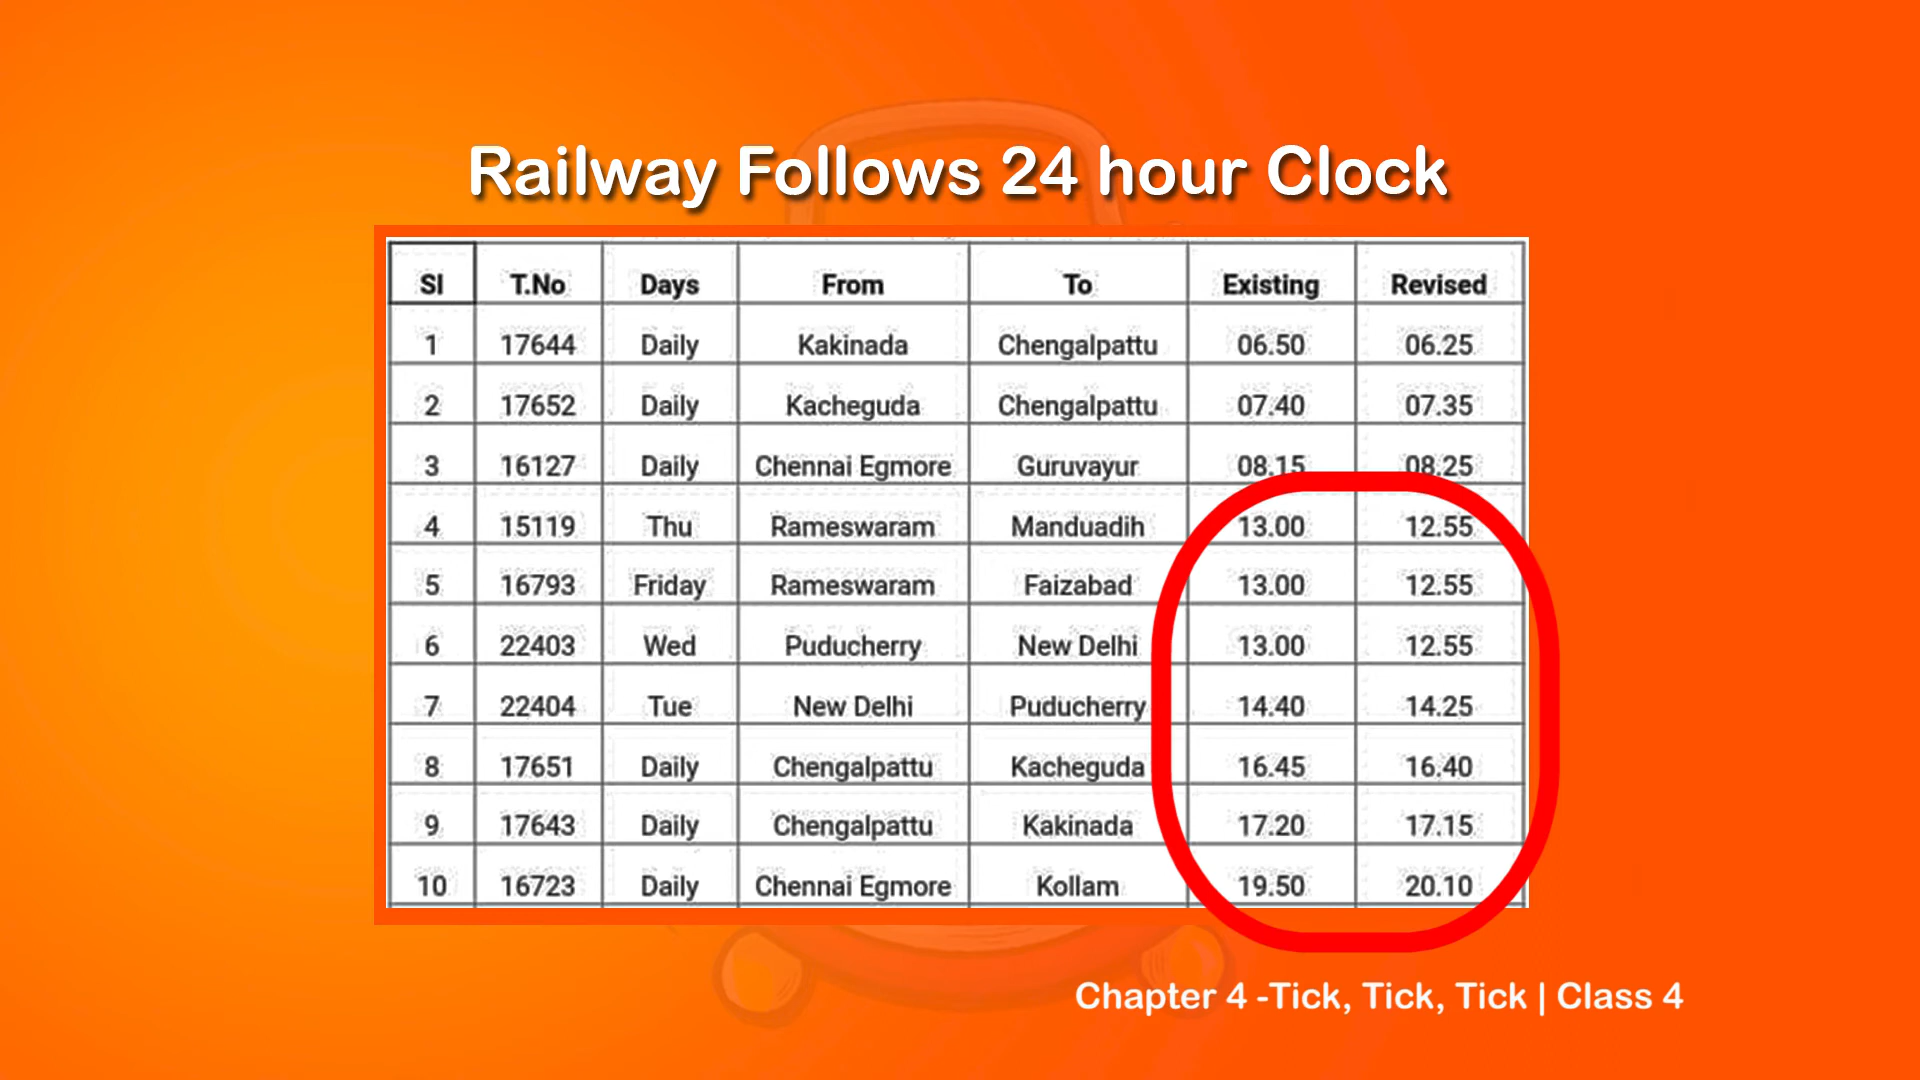 Railway Follows 24 hour Clock
Sl T.No Days From To Existing Revised
1 17644 Daily Kakinada Chengalpattu 06.50 06.25
2 17652 Daily Kacheguda Chengalpattu 07.40 07.35
3 16127 Daily Chennai Egmore Guruvayur 08.15 08.25
4 15119 Thu Rameswaram Manduadih 13.00 12.55
5 16793 Friday Rameswaram Faizabad 13.00 12.55
6 22403 Wed Puducherry New Delhi 13.00 12.55
7 22404 Tue New Delhi Puducherry 14.40 14.25
8 17651 Daily Chengalpattu Kacheguda 16.45 16.40
9 17643 Daily Chengalpattu Kakinada 17.20 17.15
10 16723 Daily Chennai Egmore Kollam 19.50 20.10
Chapter 4 -Tick, Tick, Tick | Class 4